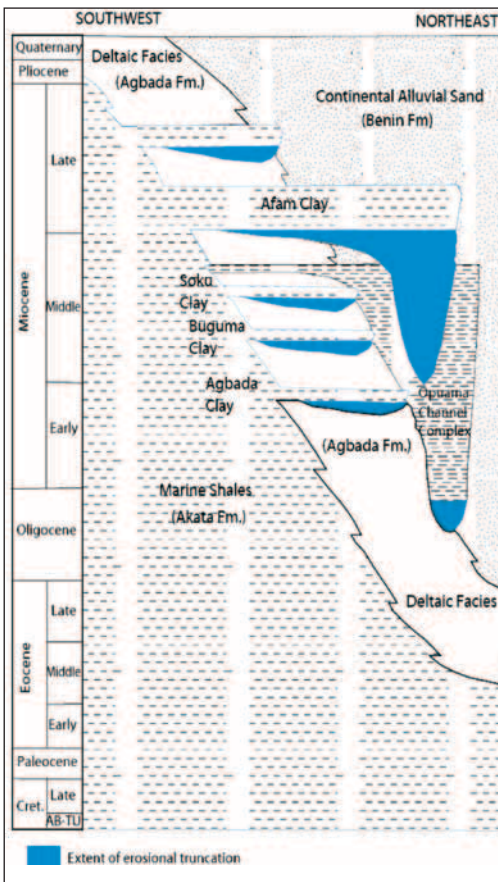 SOUTHWEST
NORTHEAST
Quaternary
Pliocene
Miocene
Late
Middle
Early
Oligocene
Eocene
Late
Middle
Early
Paleocene
Cret.
Late
AB-TU
Deltaic Facies
(Agbada Fm.)
Continental Alluvial Sand
(Benin Fm)
Afam Clay
Soku
Clay
Buguma
Clay
Agbada
Clay
Opuama
Channel
Complex
(Agbada Fm.)
Marine Shales
(Akata Fm.)
Deltaic Facies
Extent of erosional truncation